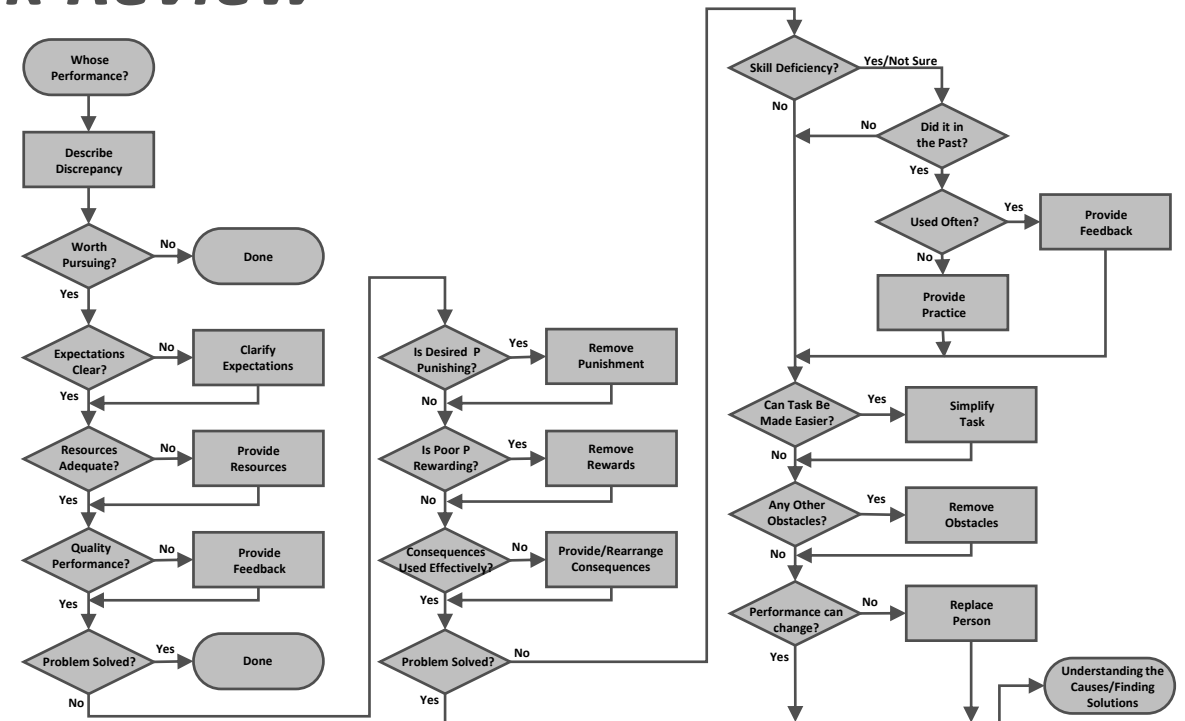 Review
Whose
Performance?
Describe
Discrepancy
Worth
Pursuing?
No
Done
Yes
Expectations
Clear?
No
Clarify
Expectations
Yes
Resources
Adequate?
No
Provide
Resources
Yes
Quality
Performance?
No
Provide
Feedback
Yes
Problem Solved?
Yes
Done
No
Is Desired P
Punishing?
Yes
Remove
Punishment
No
Is Poor P
Rewarding?
Yes
Remove
Rewards
No
Consequences
Used Effectively?
No
Provide/Rearrange
Consequences
Yes
Problem Solved?
No
Yes
Skill Deficiency?
Yes/Not Sure
No
Did it in
the Past?
No
Yes
Used Often?
Yes
Provide
Feedback
No
Provide
Practice
Can Task Be
Made Easier?
Yes
Simplify
Task
No
Any Other
Obstacles?
Yes
Remove
Obstacles
No
Performance can
change?
No
Replace
Person
Yes
Understanding the
Causes/Finding
Solutions